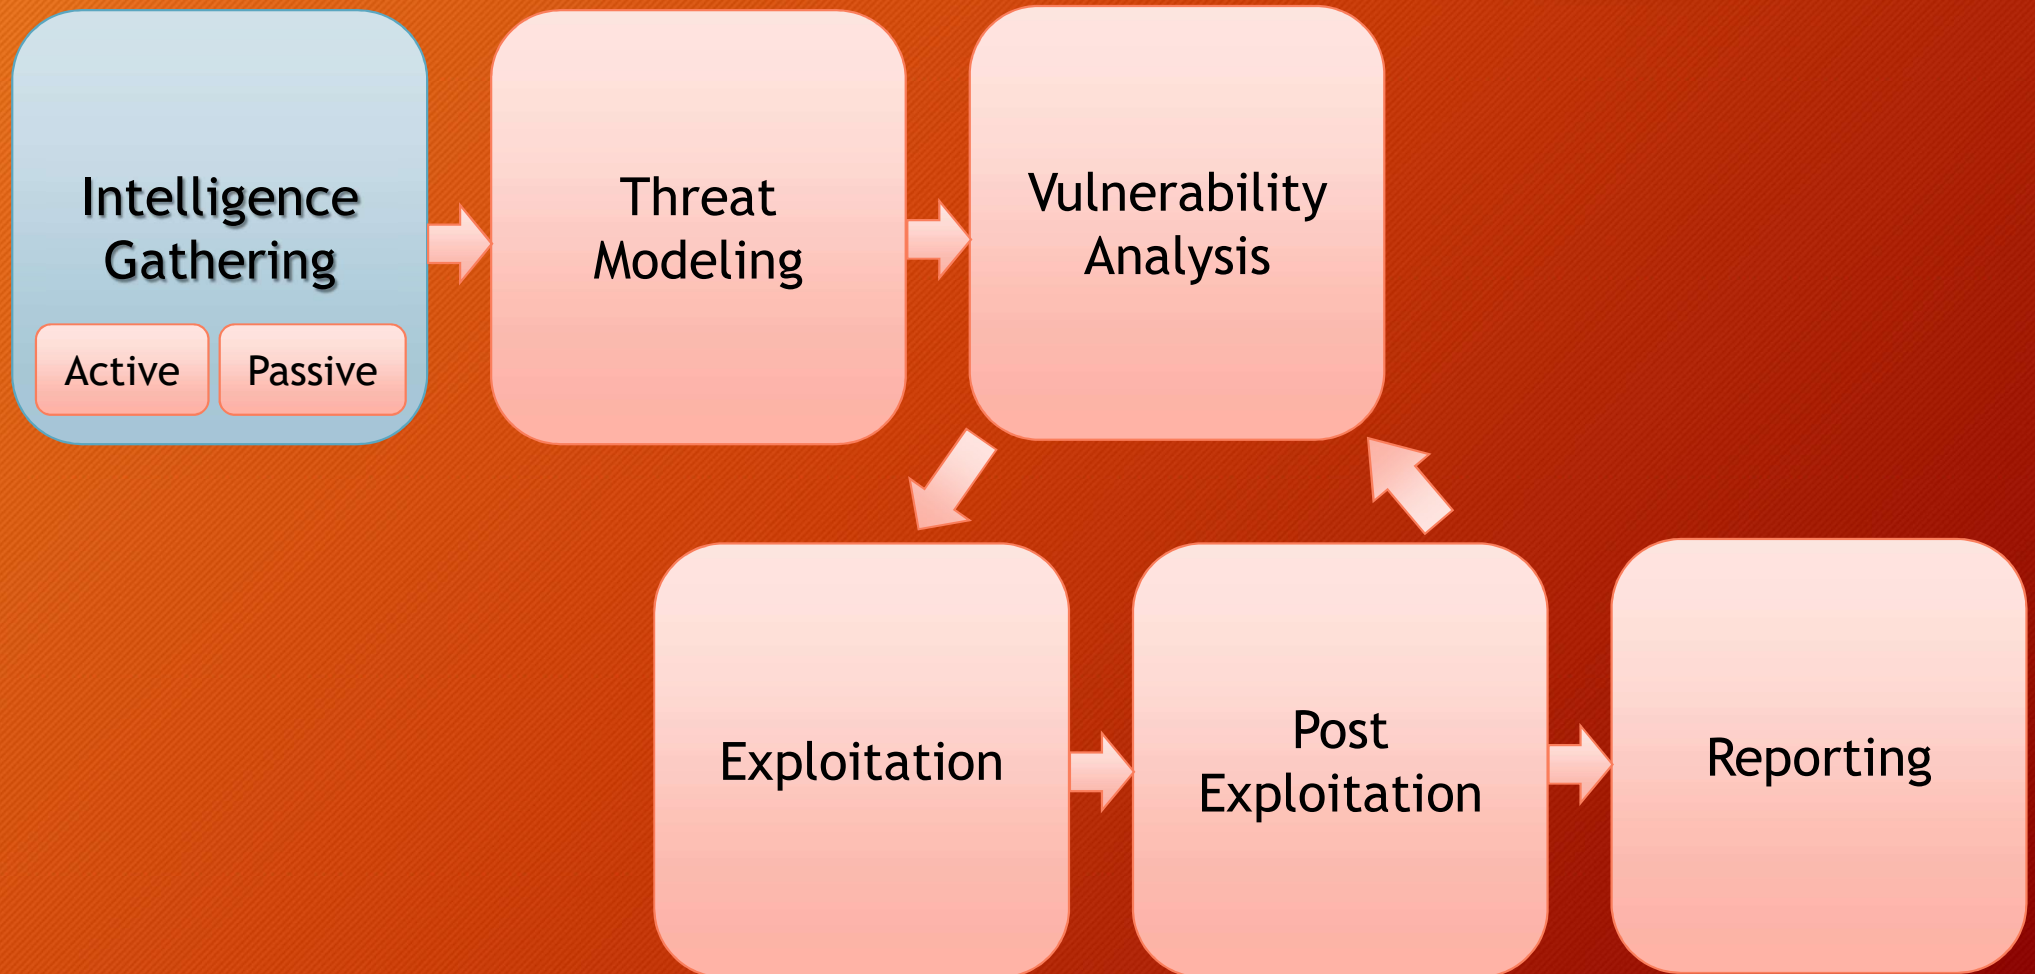 Intelligence
Gathering
Active
Passive
Threat
Modeling
Vulnerability
Analysis
Exploitation
Post
Exploitation
Reporting